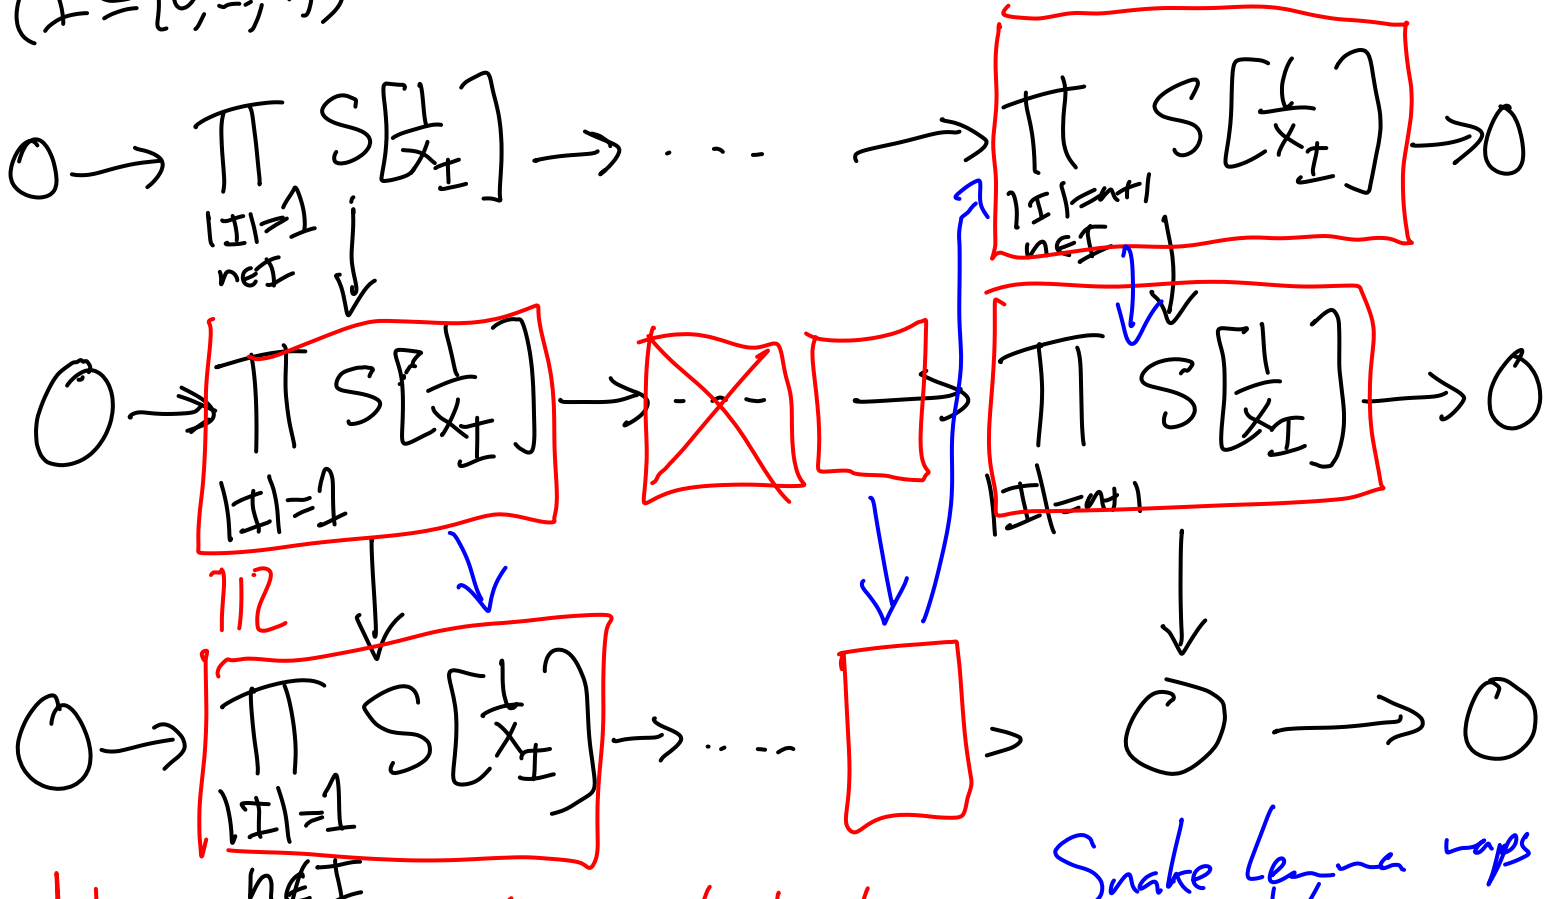 0 → ∏ S[1/x_I] → ... → ∏ S[1/x_I] → 0
|I|=1 |I|=n+1
n∈I n∈I
0 → ∏ S[1/x_I] → --- → ∏ S[1/x_I] → 0
|I|=1 |I|=n+1
0 → ∏ S[1/x_I] → ..... > 0 → 0
|I|=1
n∉I
Snake Lemma maps